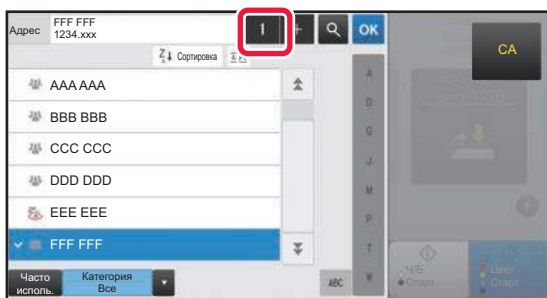 Адрес
FFF FFF
1234.xxx
1
+
OK
CA
Сортировка
AAA AAA
BBB BBB
CCC CCC
DDD DDD
EEE EEE
FFF FFF
A
D
G
J
M
P
T
W
Часто
исполь.
Категория
Все
ABC
Ч/Б
Старт
Цвет
Старт